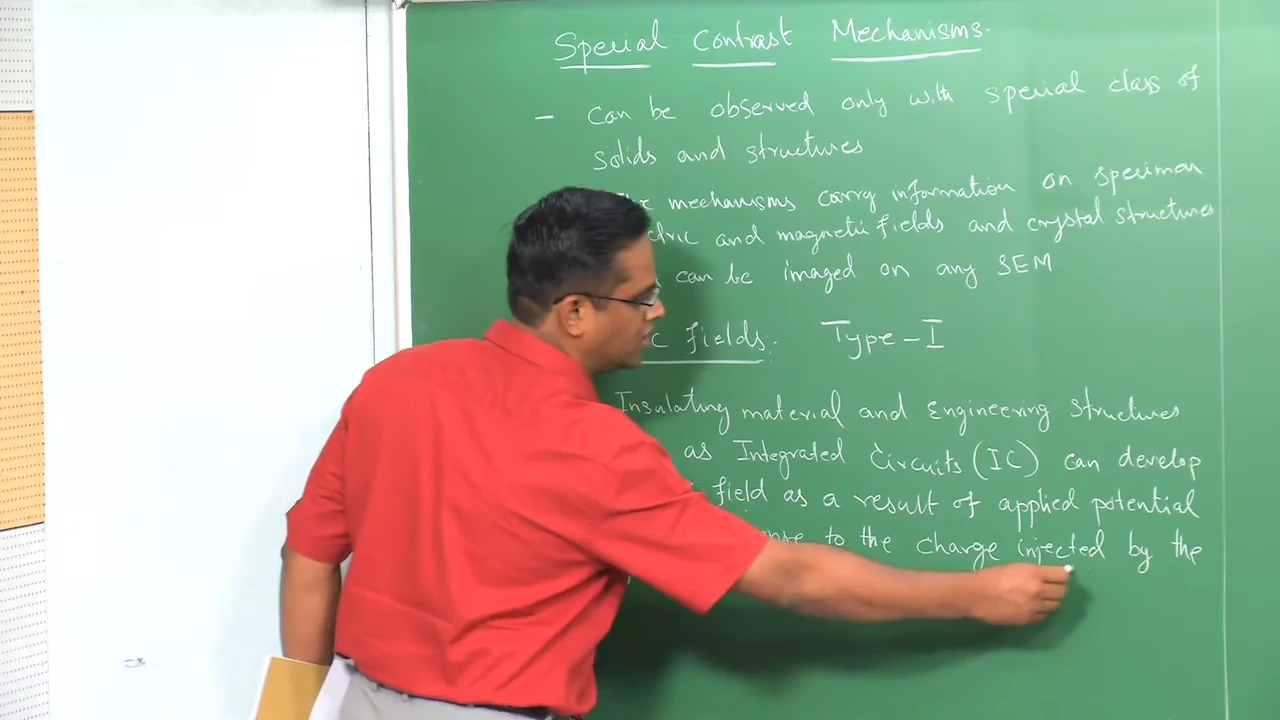 Special Contrast Mechanisms.
- Can be observed only with special class of
solids and structures
mechanisms carry information on specimen
and magnetic fields and crystal structures
can be imaged on any SEM
fields: Type-I
Insulating material and engineering structures
as Integrated Circuits (IC) can develop
field as a result of applied potential
to the charge injected by the